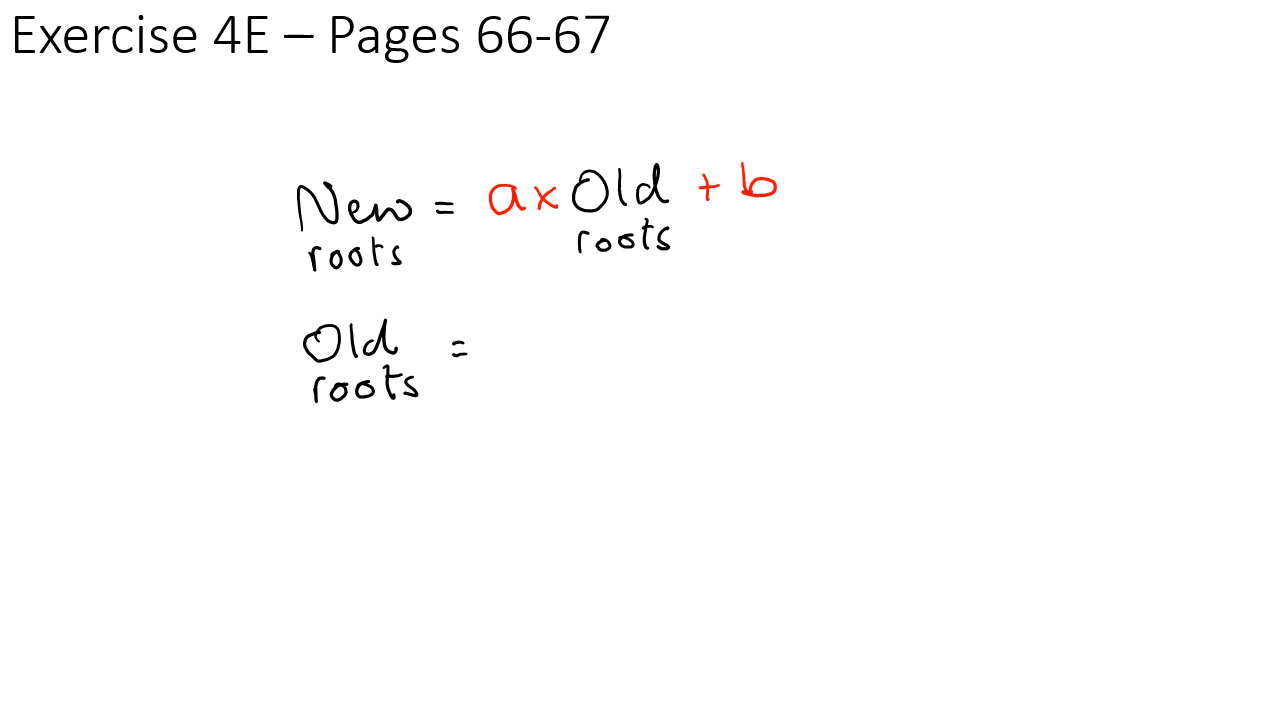 Exercise 4E – Pages 66-67
New = a x Old + b
roots roots
Old =
roots